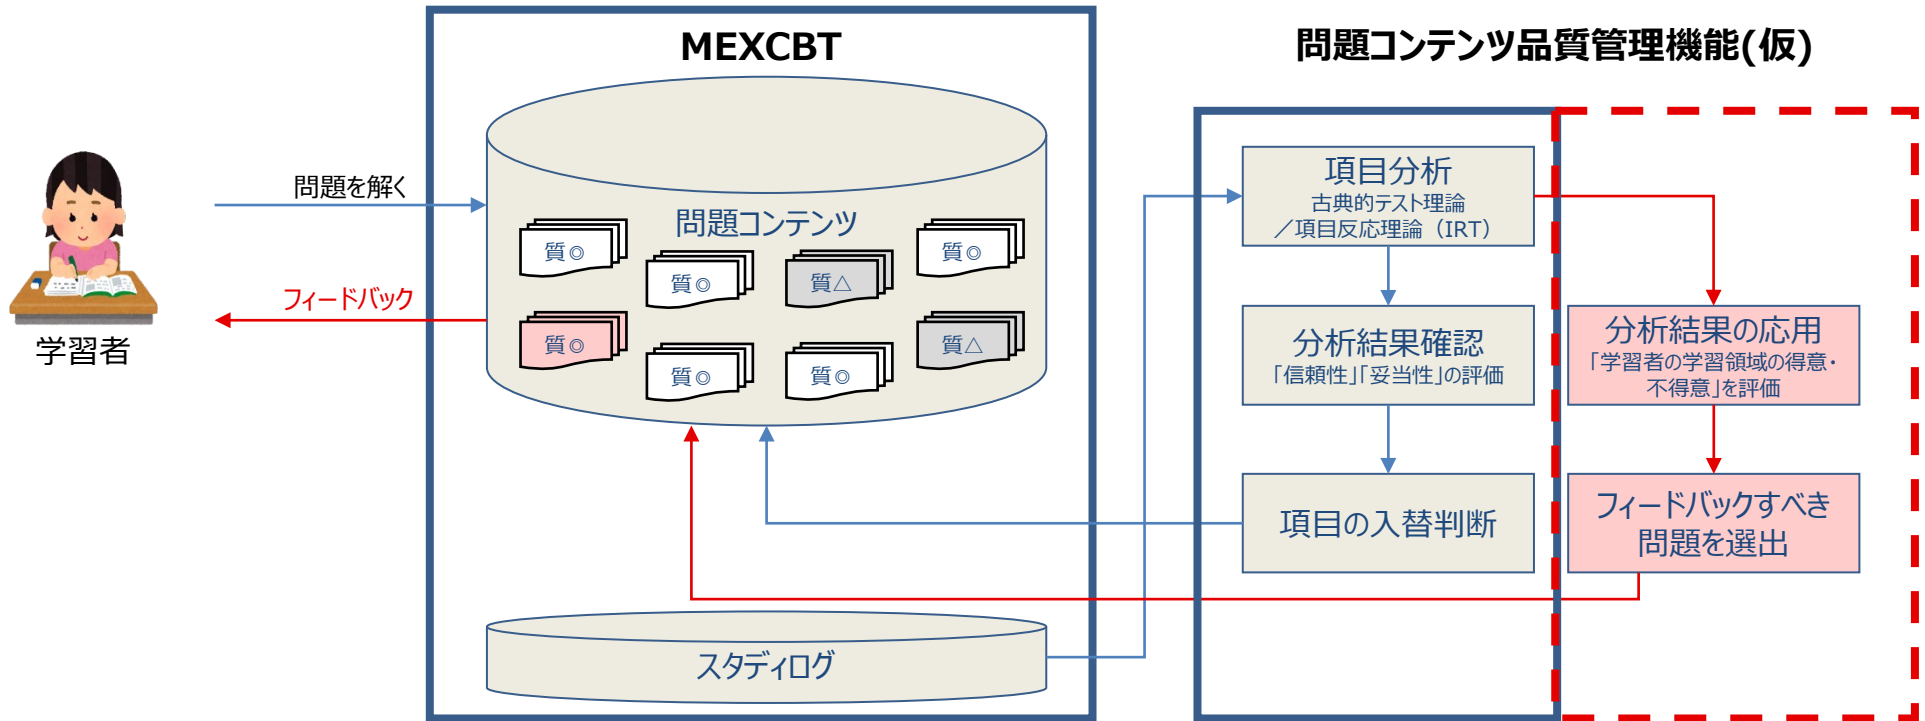 MEXCBT
問題コンテンツ品質管理機能(仮)
問題を解く
フィードバック
学習者
問題コンテンツ
質◎
質◎
質△
質◎
質◎
質◎
質◎
質△
スタディログ
項目分析
古典的テスト理論
／項目反応理論（IRT）
分析結果確認
「信頼性」「妥当性」の評価
項目の入替判断
分析結果の応用
「学習者の学習領域の得意・
不得意」を評価
フィードバックすべき
問題を選出